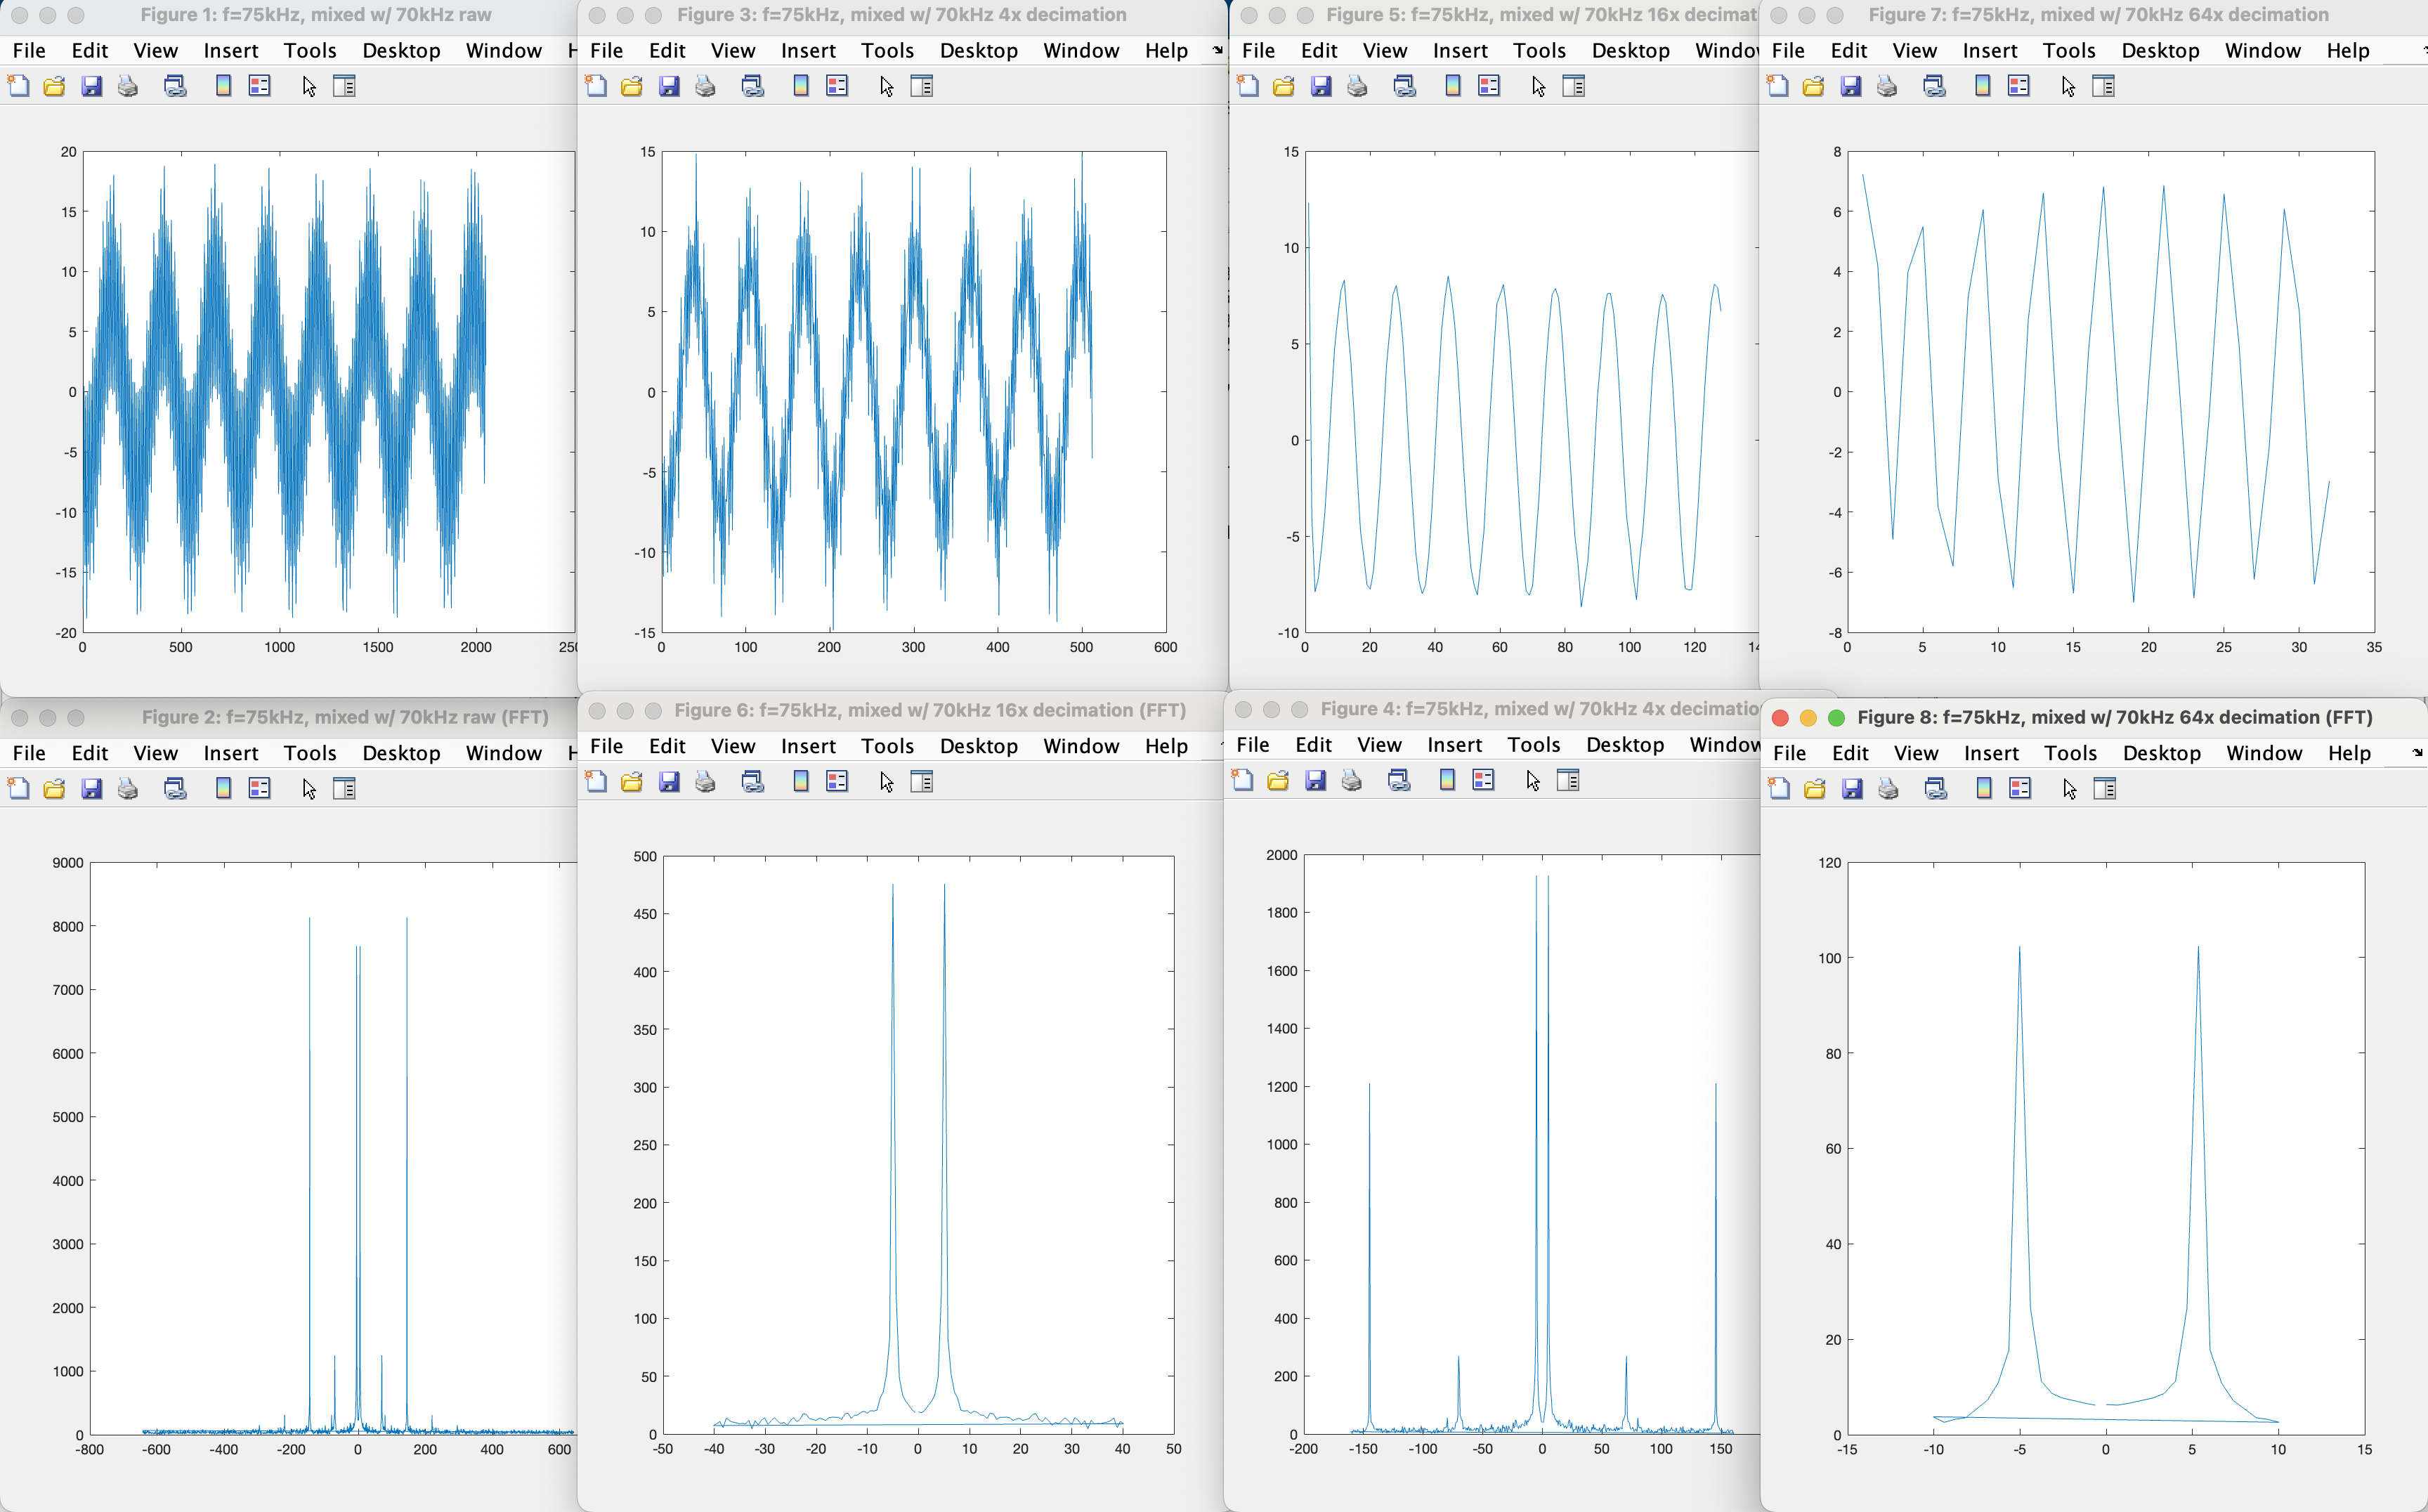 Figure 1: f=75kHz, mixed w/ 70kHz raw
File Edit View Insert Tools Desktop Window H
20
15
10
5
0
-5
-10
-15
-20
0 500 1000 1500 2000 250
Figure 3: f=75kHz, mixed w/ 70kHz 4x decimation
File Edit View Insert Tools Desktop Window Help
15
10
5
0
-5
-10
-15
0 100 200 300 400 500 600
Figure 5: f=75kHz, mixed w/ 70kHz 16x decimat
File Edit View Insert Tools Desktop Windo
15
10
5
0
-5
-10
0 20 40 60 80 100 120 14
Figure 7: f=75kHz, mixed w/ 70kHz 64x decimation
File Edit View Insert Tools Desktop Window Help
8
6
4
2
0
-2
-4
-6
-8
0 5 10 15 20 25 30 35
Figure 2: f=75kHz, mixed w/ 70kHz raw (FFT)
File Edit View Insert Tools Desktop Window H
9000
8000
7000
6000
5000
4000
3000
2000
1000
0
-800 -600 -400 -200 0 200 400 600
Figure 6: f=75kHz, mixed w/ 70kHz 16x decimation (FFT)
File Edit View Insert Tools Desktop Window Help
500
450
400
350
300
250
200
150
100
50
0
-50 -40 -30 -20 -10 0 10 20 30 40 50
Figure 4: f=75kHz, mixed w/ 70kHz 4x decimatio
File Edit View Insert Tools Desktop Window
2000
1800
1600
1400
1200
1000
800
600
400
200
0
-200 -150 -100 -50 0 50 100 150
Figure 8: f=75kHz, mixed w/ 70kHz 64x decimation (FFT)
File Edit View Insert Tools Desktop Window Help
120
100
80
60
40
20
0
-15 -10 -5 0 5 10 15